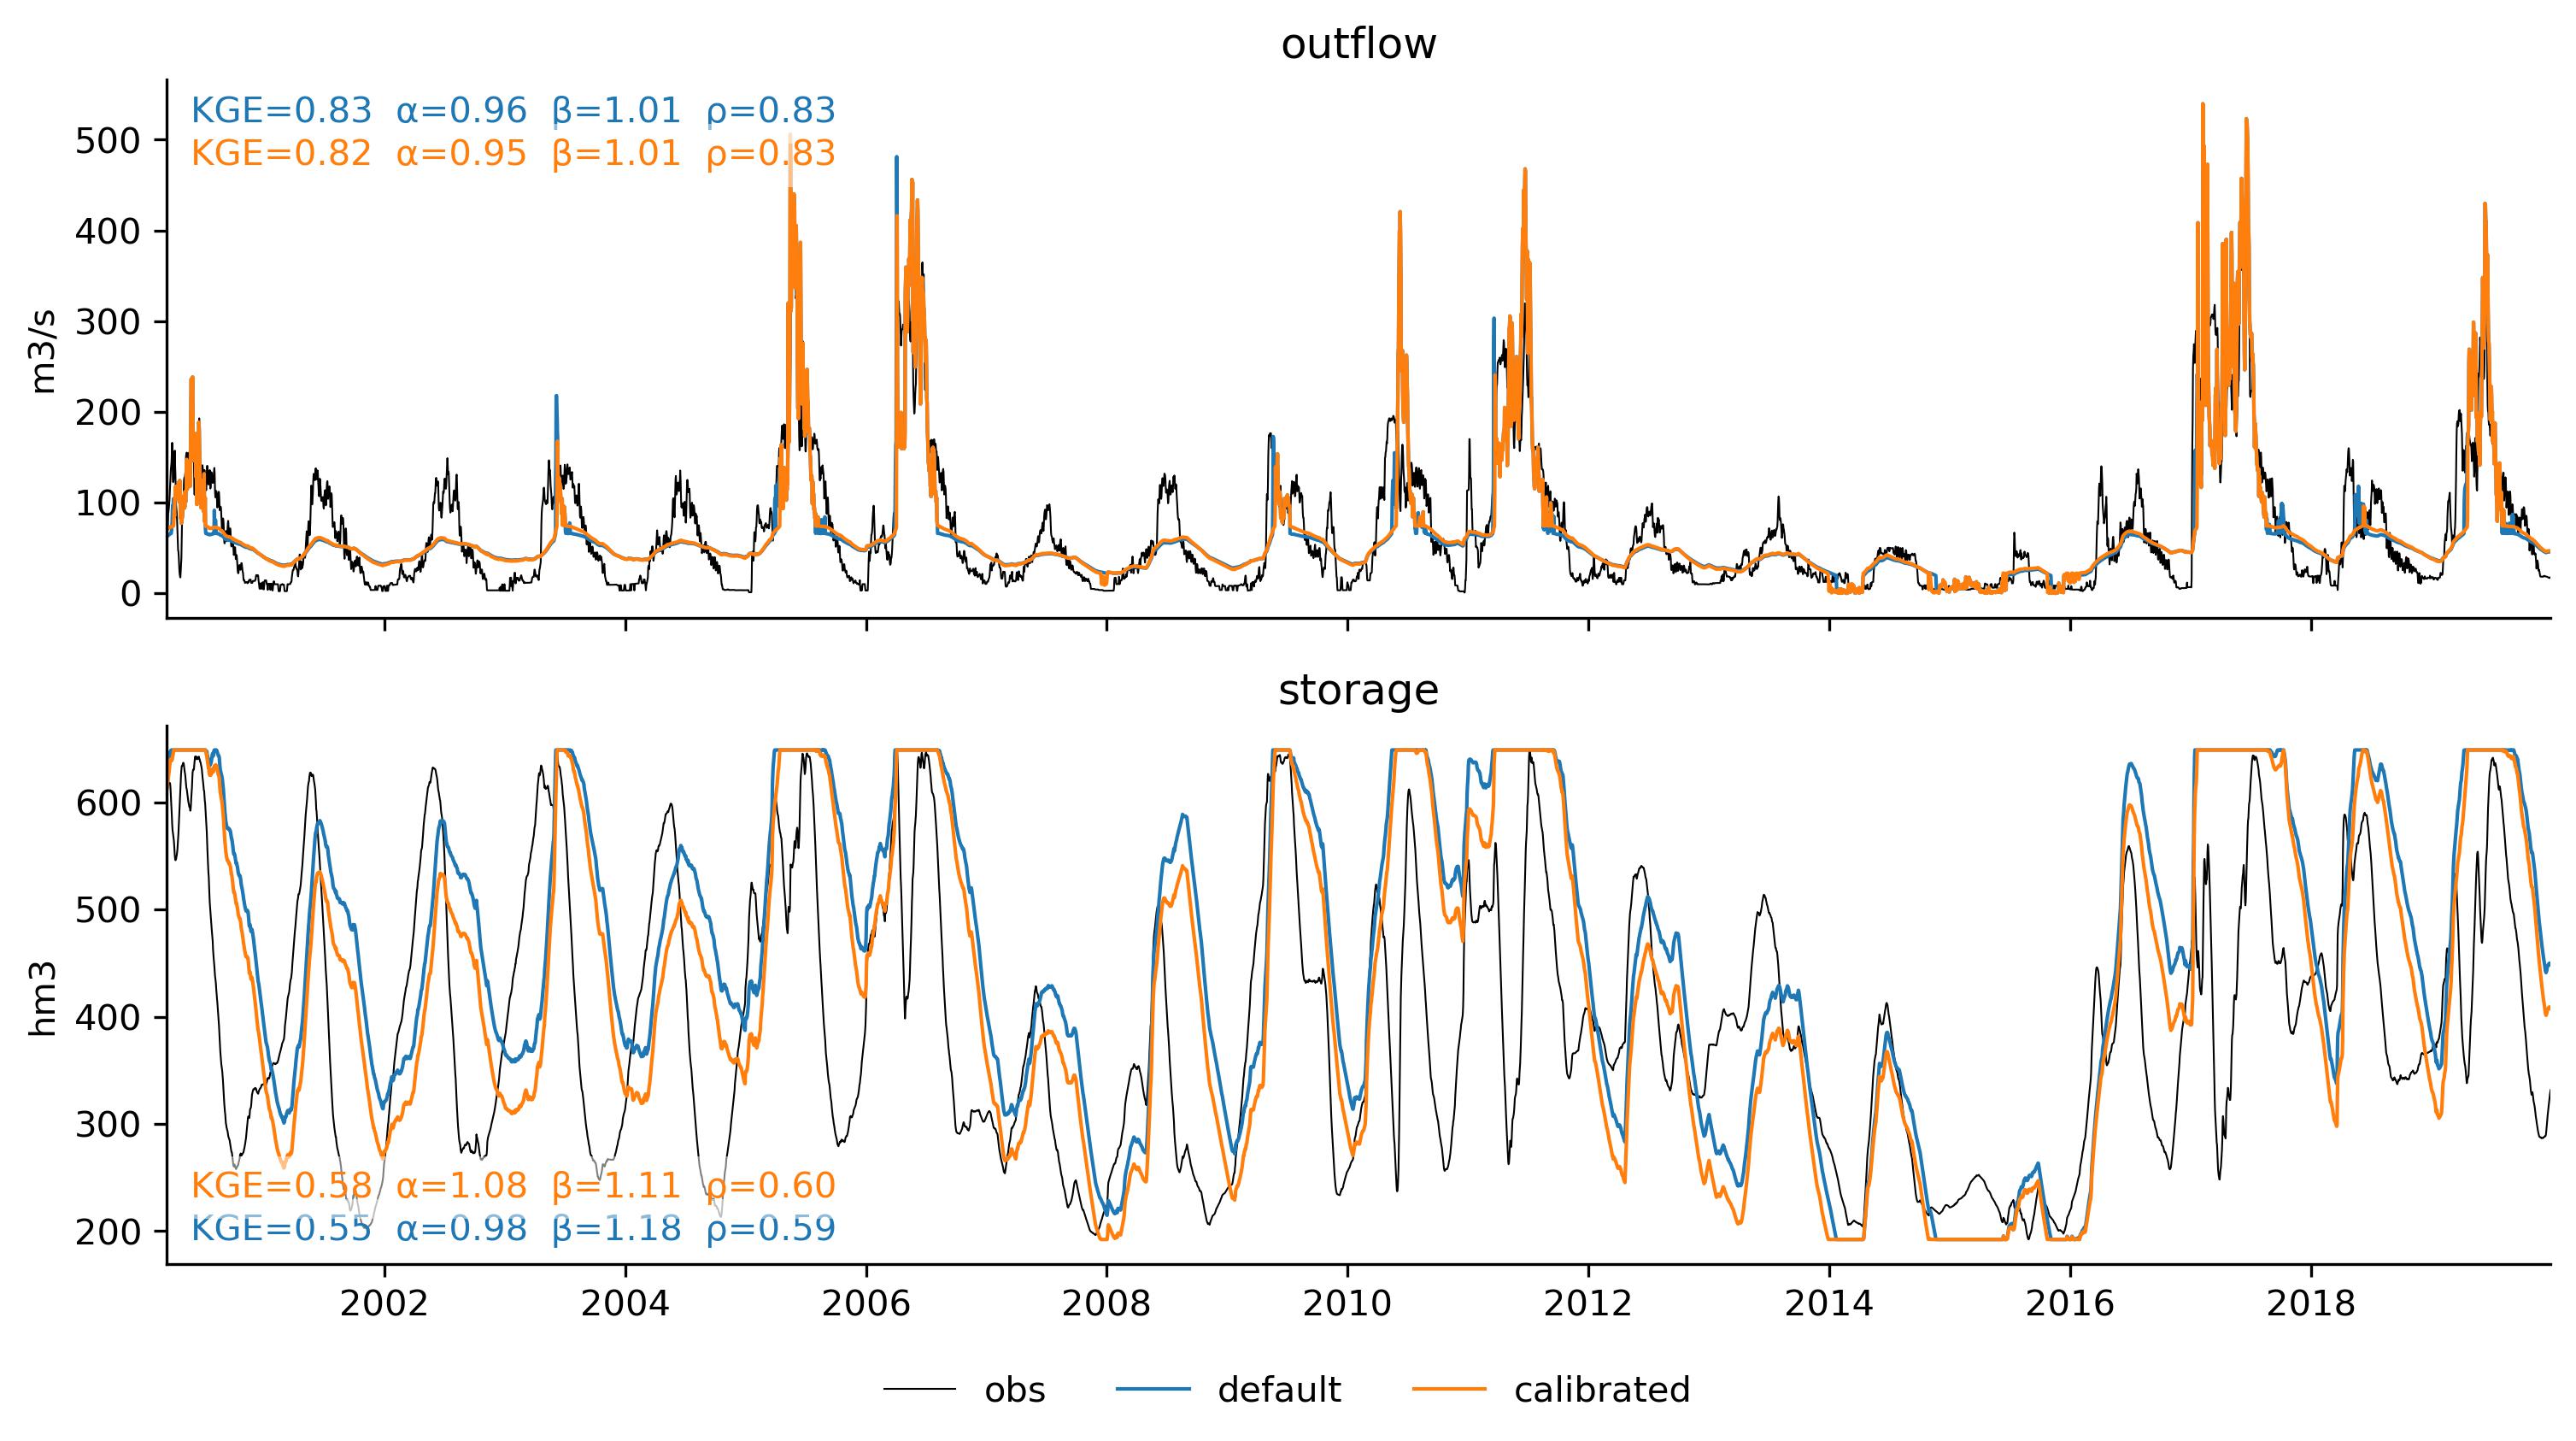 outflow
KGE=0.83 α=0.96 β=1.01 ρ=0.83
KGE=0.82 α=0.95 β=1.01 ρ=0.83
m3/s
500
400
300
200
100
0
storage
hm3
600
500
400
300
200
KGE=0.58 α=1.08 β=1.11 ρ=0.60
KGE=0.55 α=0.98 β=1.18 ρ=0.59
2002 2004 2006 2008 2010 2012 2014 2016 2018
obs default calibrated